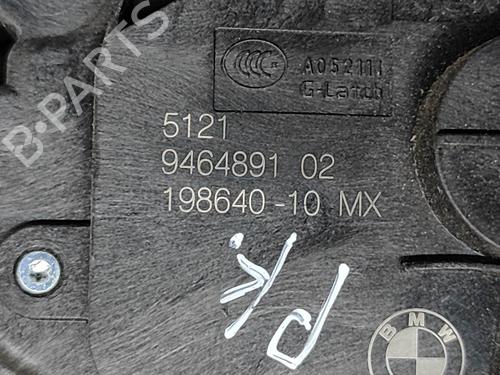 A052111
G-Latch
5121
9464891 02
198640-10 MX
P.K.
BMW
B-PARTS